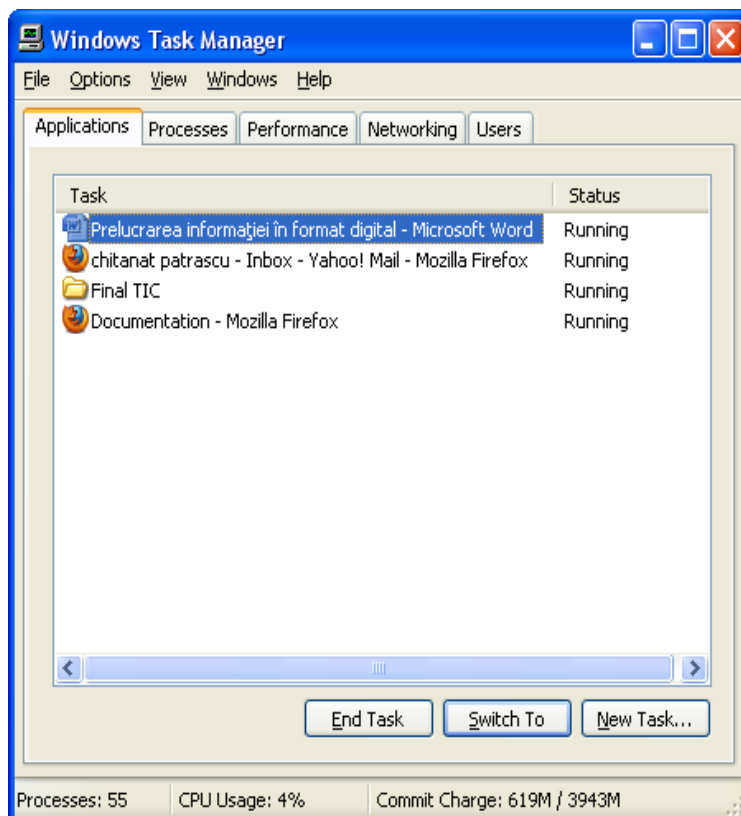 Windows Task Manager
File Options View Windows Help
Applications Processes Performance Networking Users
Task Status
Prelucrarea informaţiei în format digital - Microsoft Word Running
chitanat patrascu - Inbox - Yahoo! Mail - Mozilla Firefox Running
Final TIC Running
Documentation - Mozilla Firefox Running
End Task Switch To New Task...
Processes: 55 CPU Usage: 4% Commit Charge: 619M / 3943M